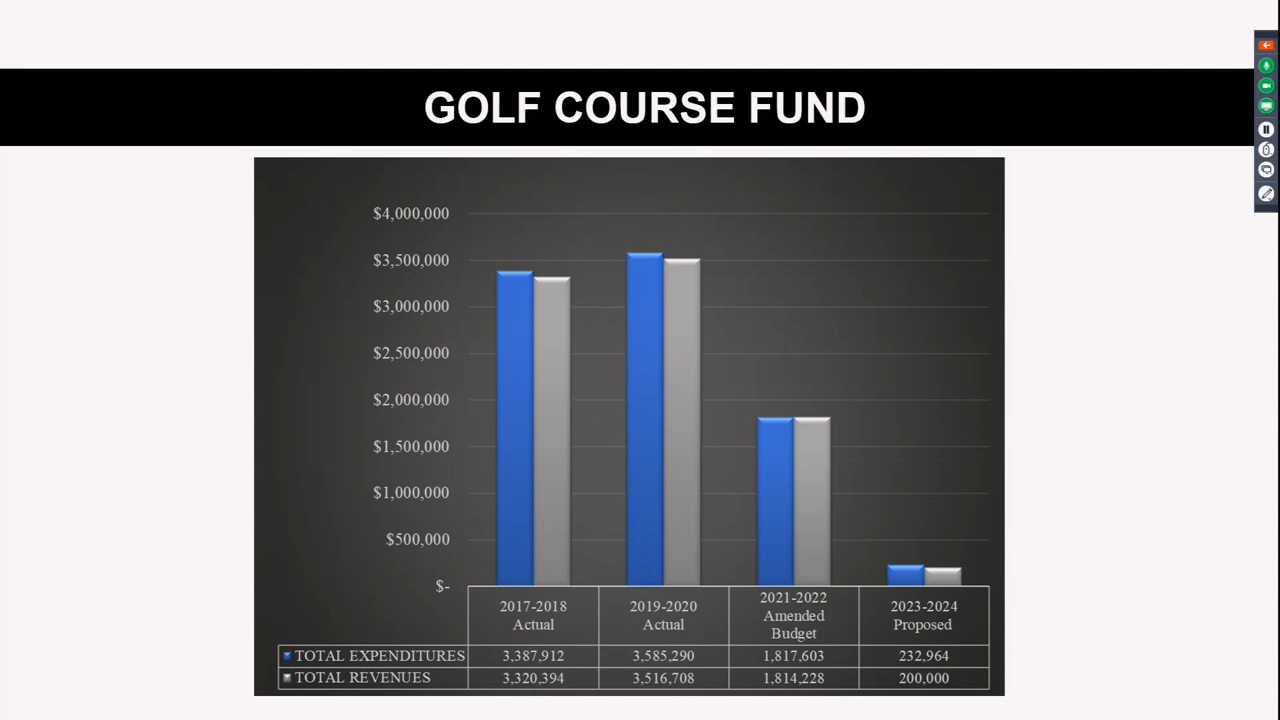 GOLF COURSE FUND
$4,000,000
$3,500,000
$3,000,000
$2,500,000
$2,000,000
$1,500,000
$1,000,000
$500,000
$-
2017-2018 Actual 2019-2020 Actual 2021-2022 Amended Budget 2023-2024 Proposed
TOTAL EXPENDITURES 3,387,912 3,585,290 1,817,603 232,964
TOTAL REVENUES 3,320,394 3,516,708 1,814,228 200,000